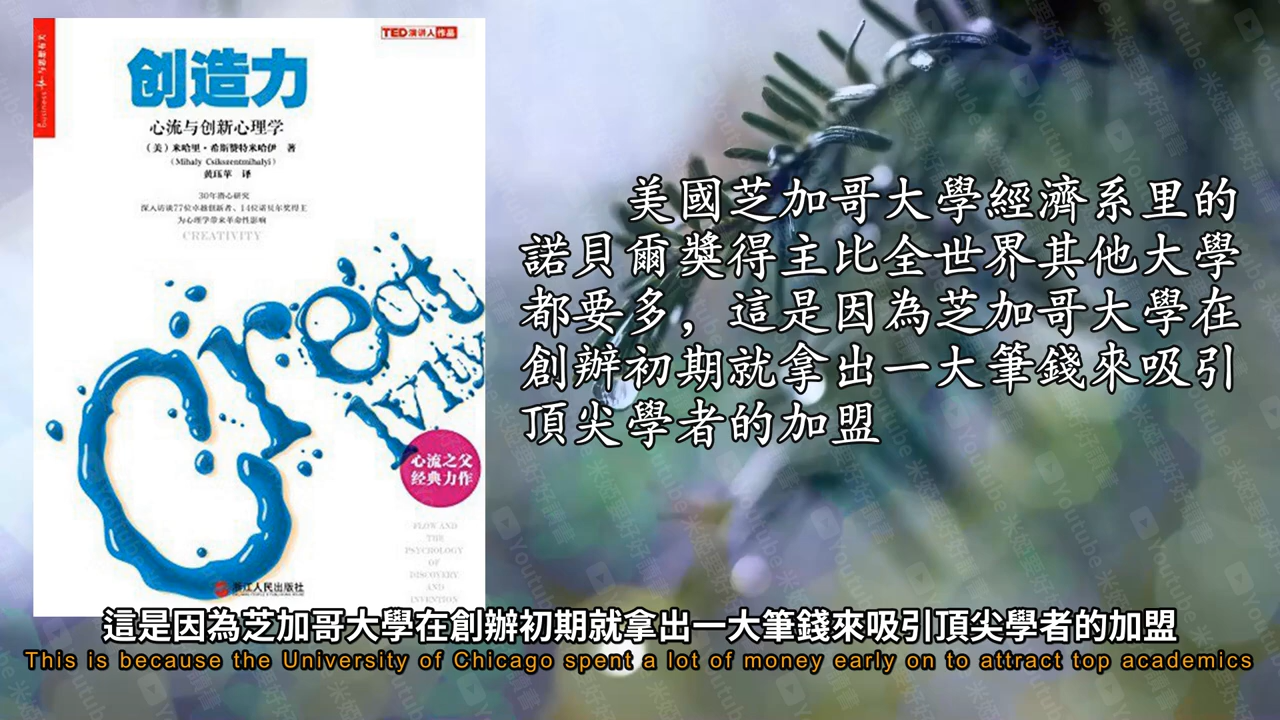 与思想有关
business
TED演讲人作品
创造力
心流与创新心理学
（美）米哈里·希斯赞特米哈伊 著
（Mihaly Csikszentmihalyi）
黄珏苹 译
30年潜心研究
深入访谈77位卓越创新者、14位诺贝尔奖得主
为心理学带来革命性影响
CREATIVITY
Creat
ivity
心流之父
经典力作
FLOW AND
THE
PSYCHOLOGY
OF
DISCOVERY
AND
INVENTION
浙江人民出版社
美國芝加哥大學經濟系里的
諾貝爾獎得主比全世界其他大學
都要多，這是因為芝加哥大學在
創辦初期就拿出一大筆錢來吸引
頂尖學者的加盟
這是因為芝加哥大學在創辦初期就拿出一大筆錢來吸引頂尖學者的加盟
This is because the University of Chicago spent a lot of money early on to attract top academics